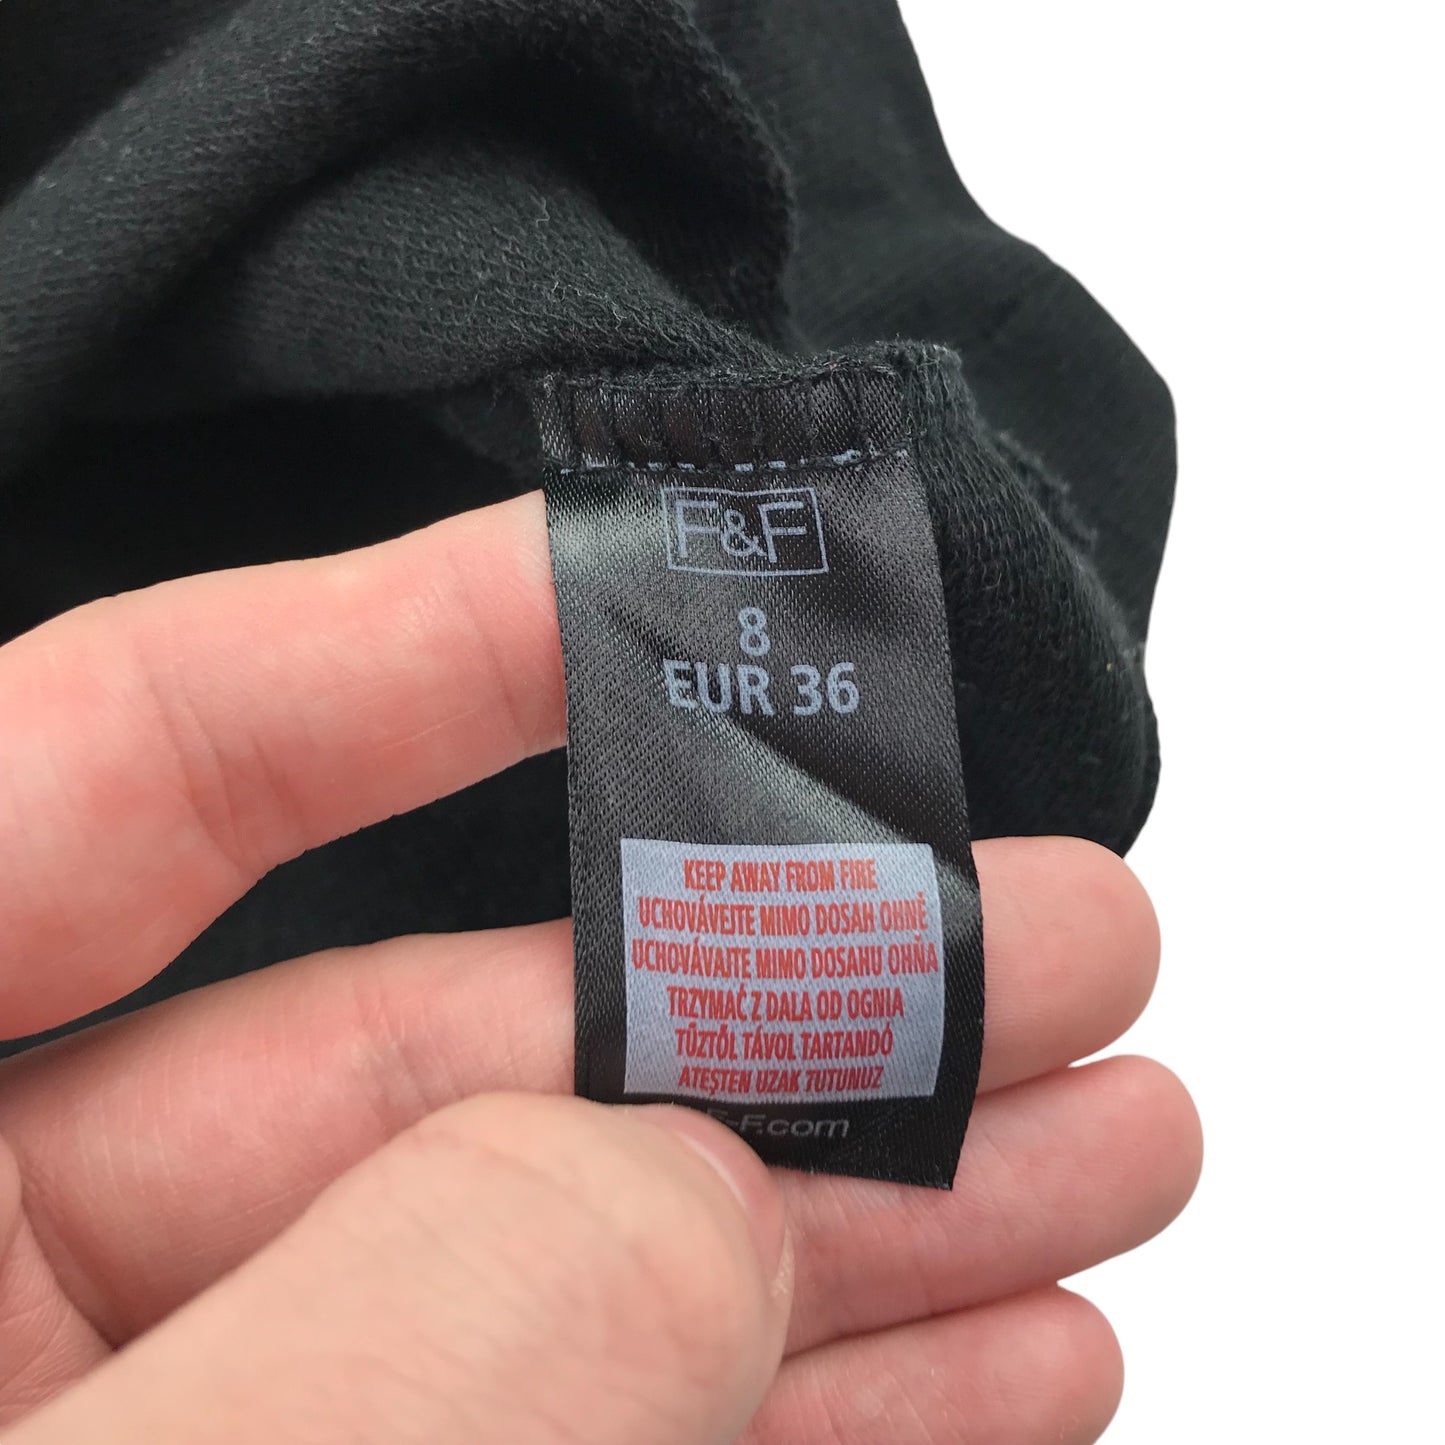 F&F
8
EUR 36
KEEP AWAY FROM FIRE
UCHOVÁVEJTE MIMO DOSAH OHNĚ
UCHOVÁVAJTE MIMO DOSAHU OHŇA
TRZYMAĆ Z DALA OD OGNIA
TŰZTŐL TÁVOL TARTANDÓ
ATEŞTEN UZAK TUTUNUZ
-F.com